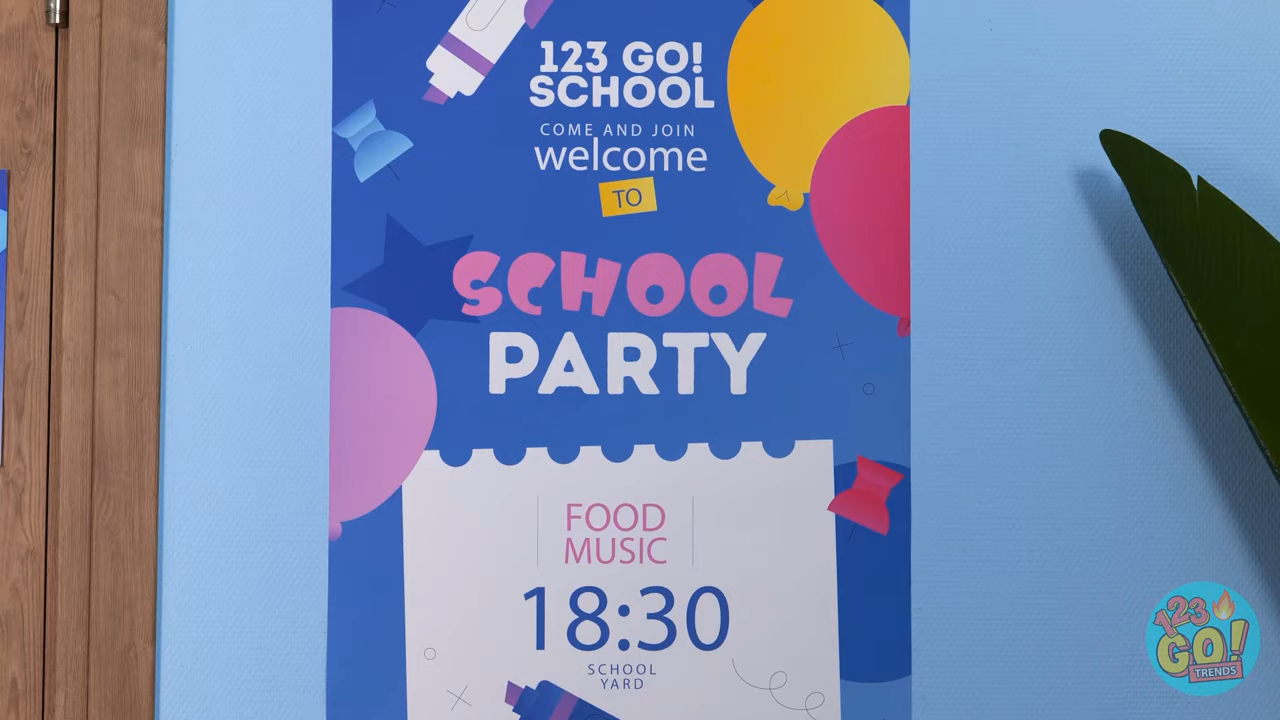 123 GO!
SCHOOL
COME AND JOIN
welcome
TO
SCHOOL
PARTY
FOOD
MUSIC
18:30
SCHOOL
YARD
123
GO!
TRENDS